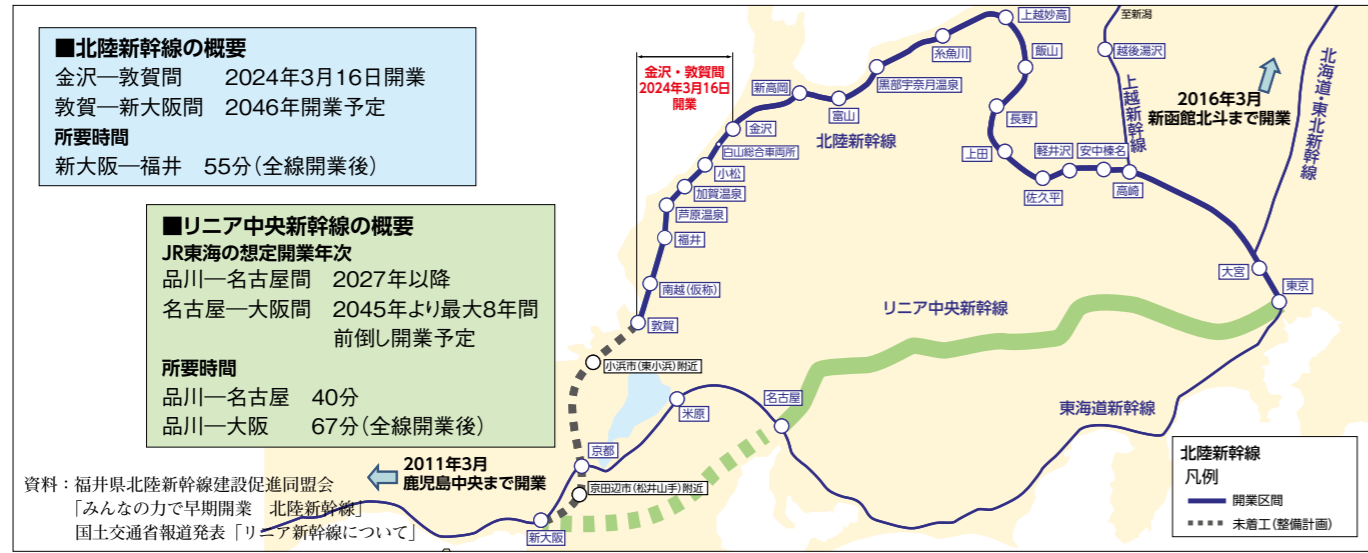 ■北陸新幹線の概要
金沢―敦賀間　2024年3月16日開業
敦賀―新大阪間　2046年開業予定
所要時間
新大阪―福井　55分(全線開業後)
■リニア中央新幹線の概要
JR東海の想定開業年次
品川―名古屋間　2027年以降
名古屋―大阪間　2045年より最大8年間
前倒し開業予定
所要時間
品川―名古屋　40分
品川―大阪　67分(全線開業後)
金沢・敦賀間
2024年3月16日
開業
上越妙高
至新潟
糸魚川
飯山
越後湯沢
黒部宇奈月温泉
新高岡
富山
上越新幹線
北海道・東北新幹線
2016年3月
新函館北斗まで開業
金沢
北陸新幹線
長野
白山総合車両所
小松
上田
軽井沢
安中榛名
加賀温泉
佐久平
高崎
芦原温泉
福井
大宮
南越(仮称)
東京
リニア中央新幹線
敦賀
小浜市(東小浜)附近
米原
名古屋
東海道新幹線
京都
2011年3月
鹿児島中央まで開業
京田辺市(松井山手)附近
新大阪
北陸新幹線
凡例
開業区間
未着工(整備計画)
資料：福井県北陸新幹線建設促進同盟会
「みんなの力で早期開業　北陸新幹線」
国土交通省報道発表「リニア新幹線について」